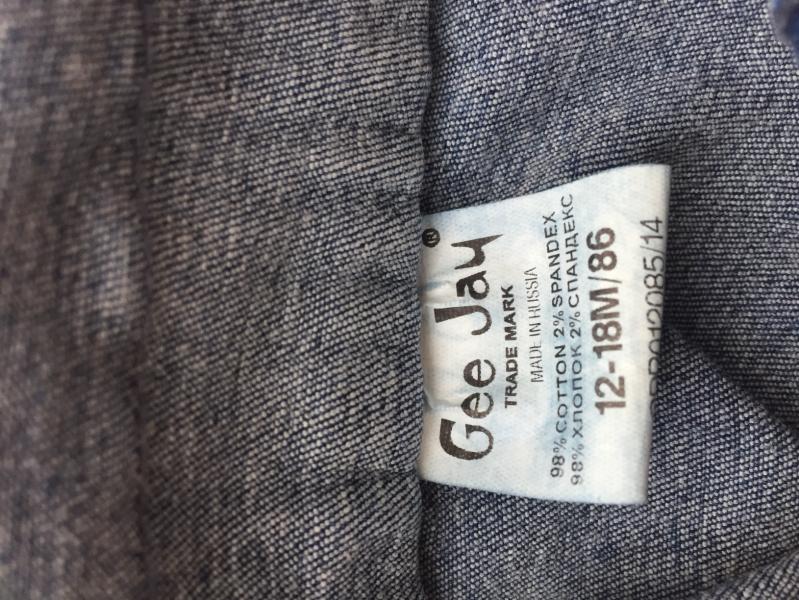 Gee Jay®
TRADE MARK
MADE IN RUSSIA
98% COTTON 2% SPANDEX
98% ХЛОПОК 2% СПАНДЕКС
12-18M/86